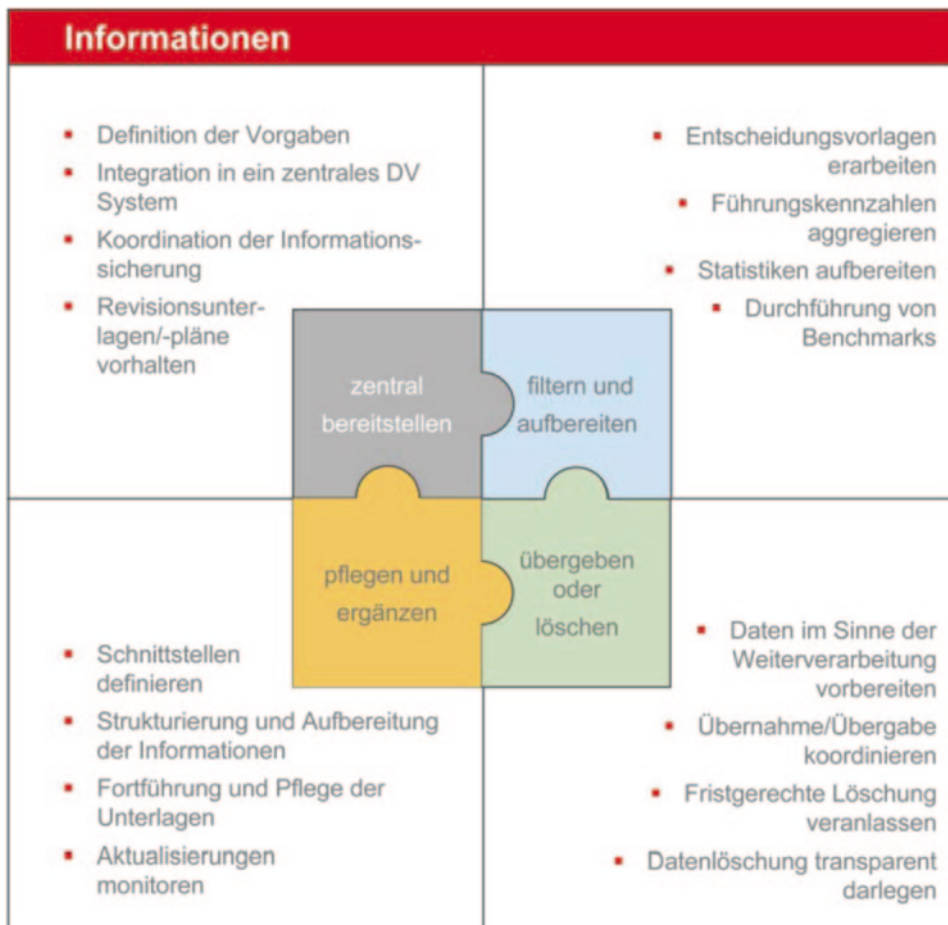 Informationen
Definition der Vorgaben
Integration in ein zentrales DV
System
Koordination der Informations-
sicherung
Revisionsunter-
lagen/-pläne
vorhalten
Entscheidungsvorlagen
erarbeiten
Führungskennzahlen
aggregieren
Statistiken aufbereiten
Durchführung von
Benchmarks
zentral
bereitstellen
filtern und
aufbereiten
pflegen und
ergänzen
übergeben
oder
löschen
Schnittstellen
definieren
Strukturierung und Aufbereitung
der Informationen
Fortführung und Pflege der
Unterlagen
Aktualisierungen
monitoren
Daten im Sinne der
Weiterverarbeitung
vorbereiten
Übernahme/Übergabe
koordinieren
Fristgerechte Löschung
veranlassen
Datenlöschung transparent
darlegen